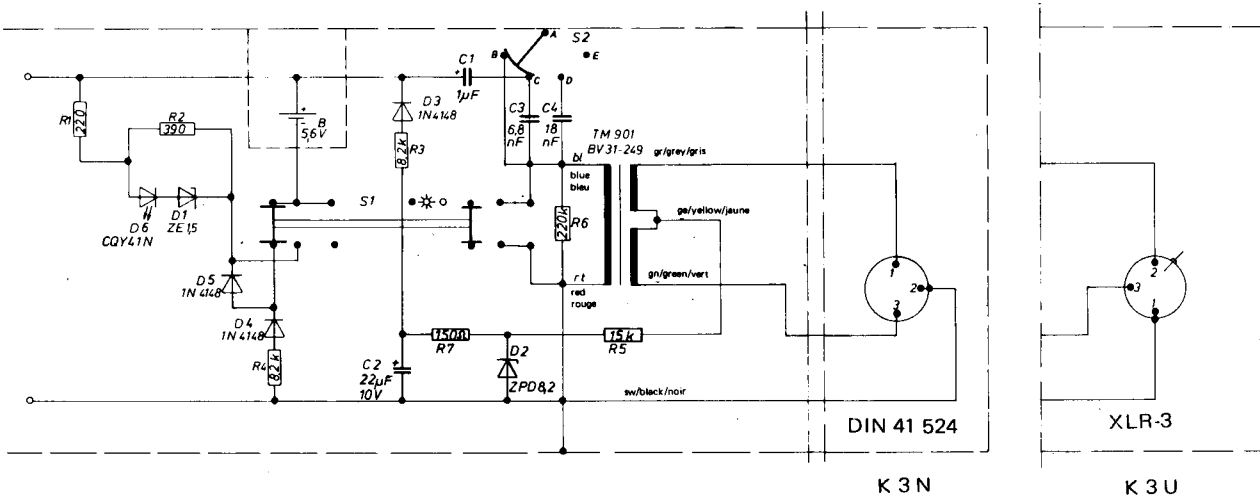 A
S2
B
E
C1
+
1µF
C
D
D3
1N4148
R1
220
R2
390
+
-
B
5,6V
8,2k
R3
C3
6,8
nF
C4
18
nF
TM 901
BV 31-249
bl
blue
bleu
gr/grey/gris
D6
CQY41N
D1
ZE1,5
S1
R6
220k
ge/yellow/jaune
gn/green/vert
rt
red
rouge
D5
1N 4148
D4
1N4148
R4
8,2k
C2
+
22µF
10V
150Ω
R7
D2
ZPD8,2
15k
R5
sw/black/noir
1
2
3
2
3
1
DIN 41 524
XLR-3
K 3 N
K 3 U